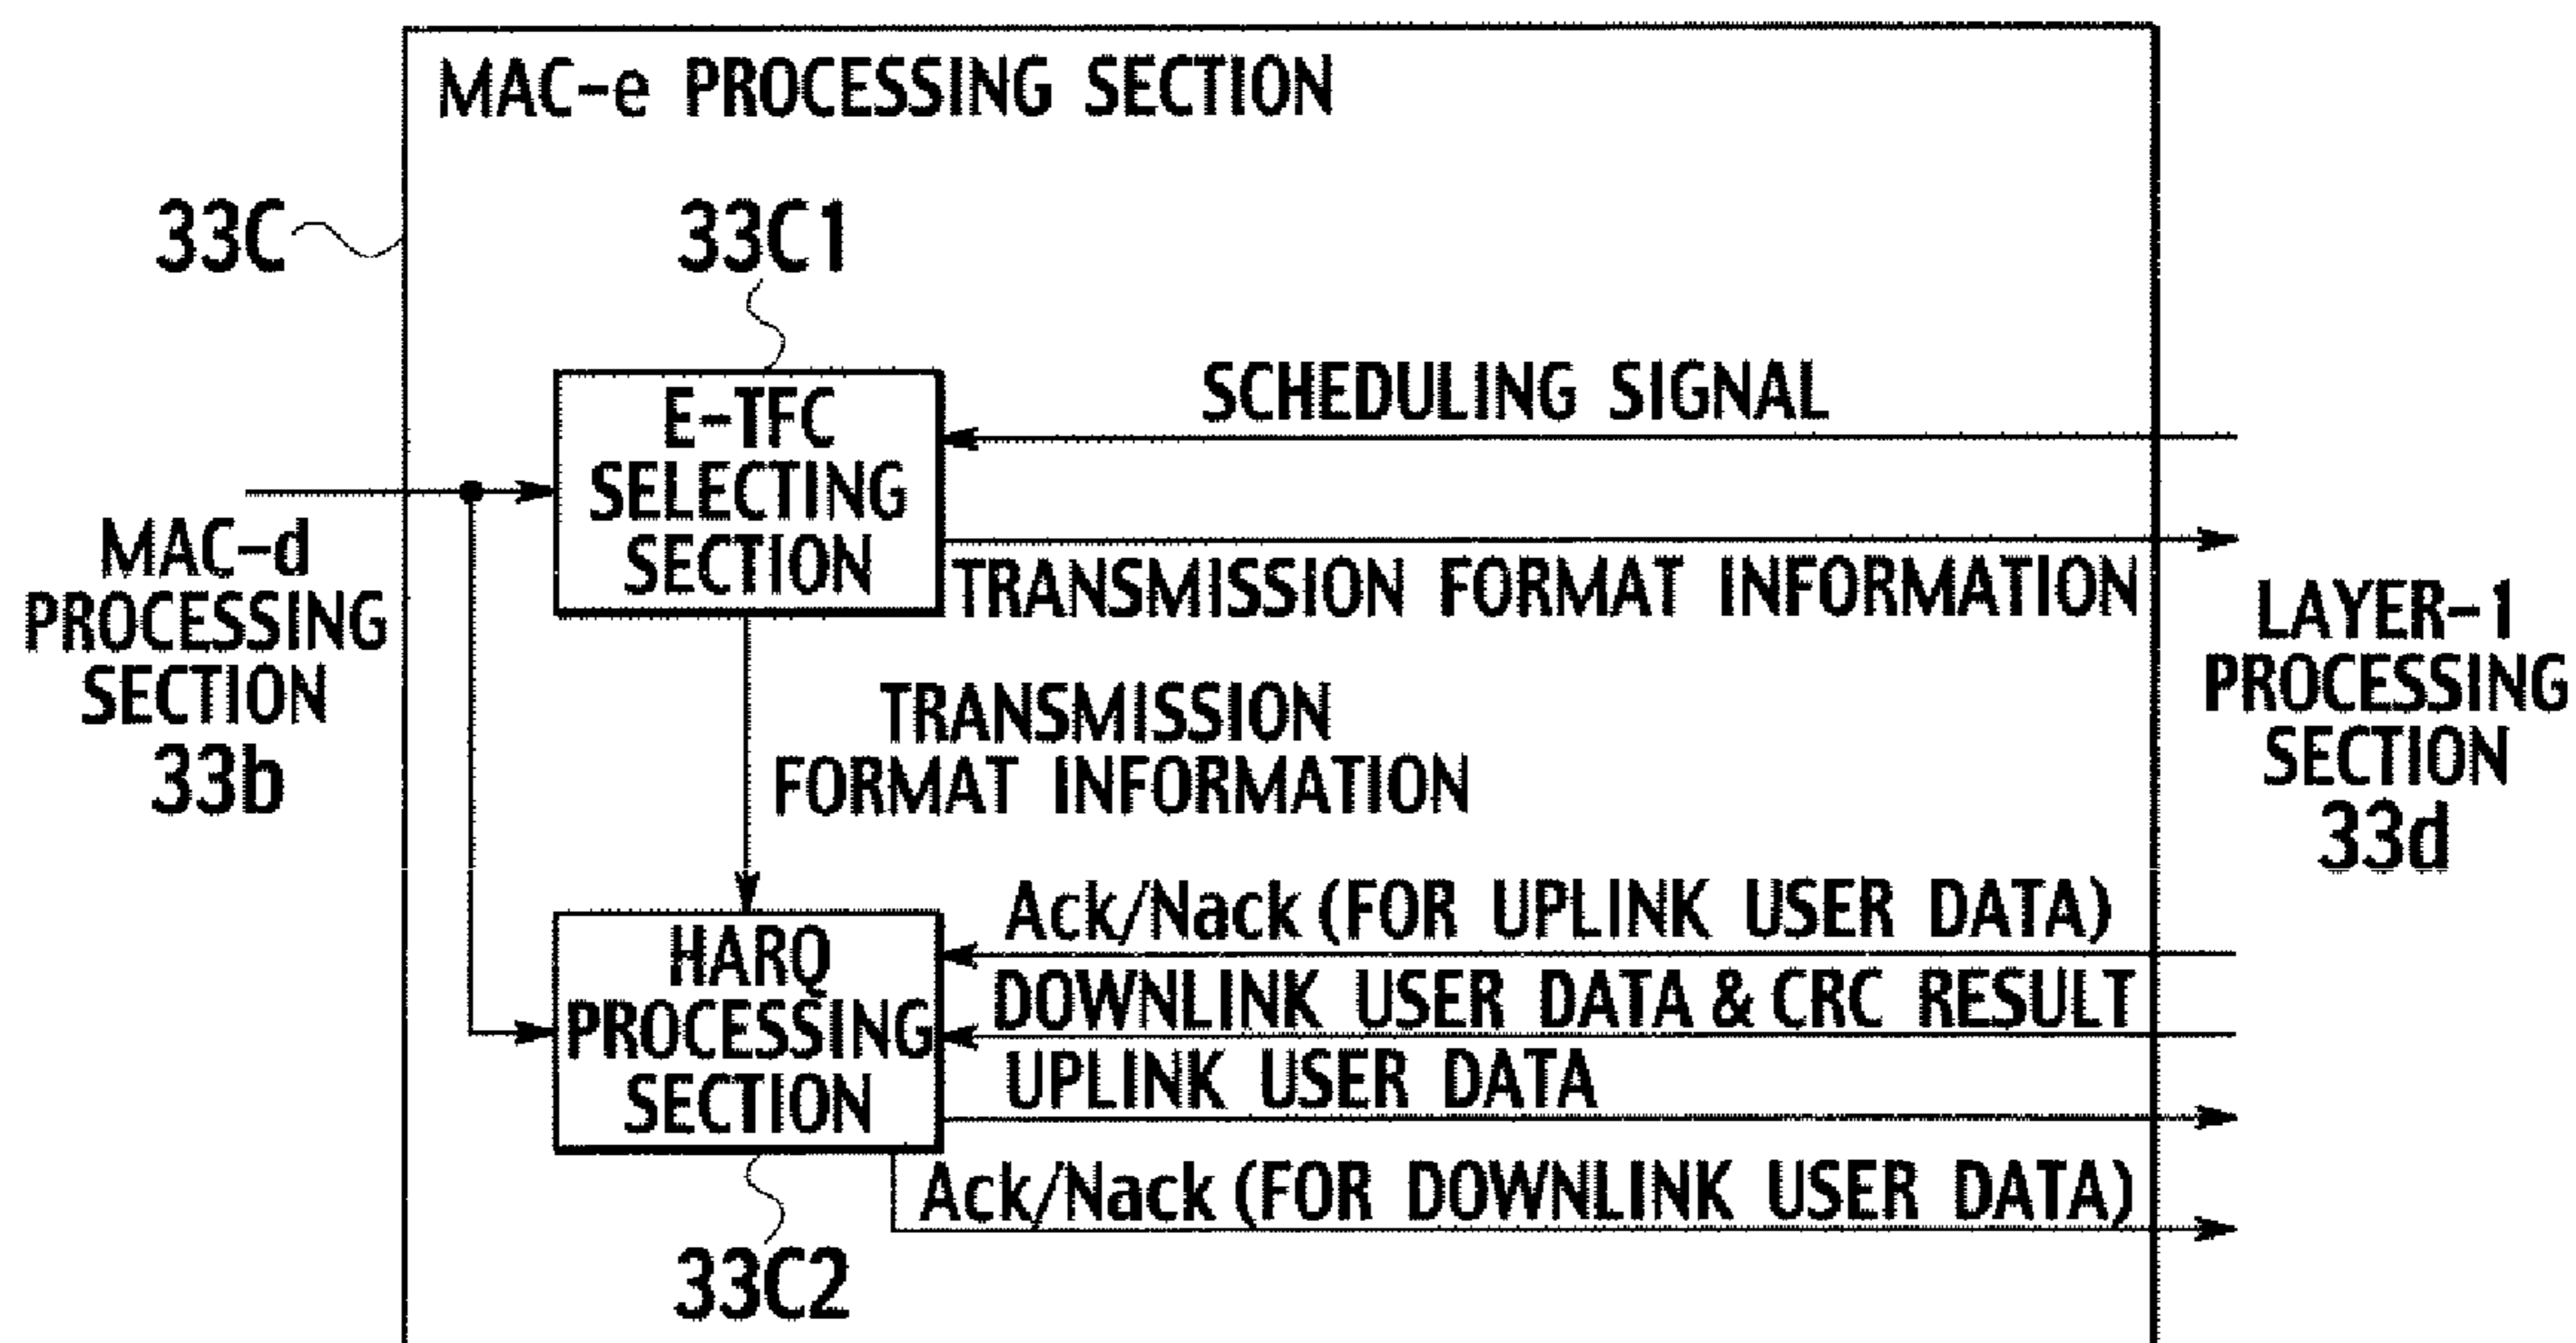 MAC-e PROCESSING SECTION
33C
33C1
E-TFC
SELECTING
SECTION
SCHEDULING SIGNAL
TRANSMISSION FORMAT INFORMATION
MAC-d
PROCESSING
SECTION
33b
LAYER-1
PROCESSING
SECTION
33d
TRANSMISSION
FORMAT INFORMATION
HARQ
PROCESSING
SECTION
Ack/Nack (FOR UPLINK USER DATA)
DOWNLINK USER DATA & CRC RESULT
UPLINK USER DATA
Ack/Nack (FOR DOWNLINK USER DATA)
33C2